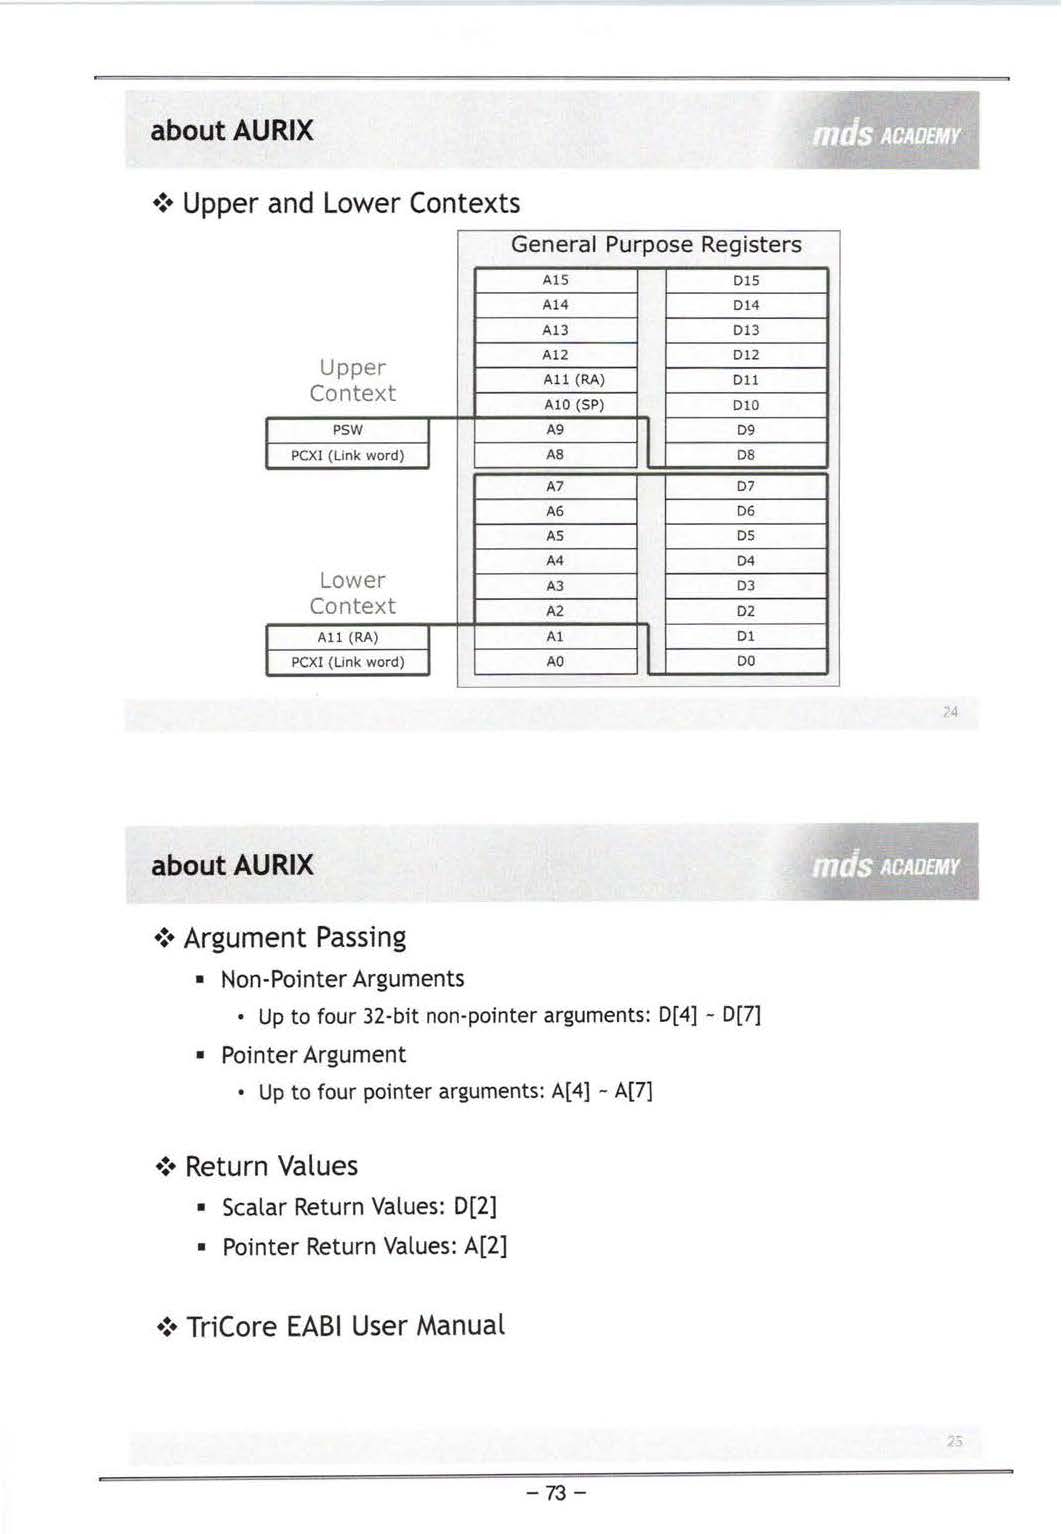 about AURIX
mds ACADEMY
❖ Upper and Lower Contexts
General Purpose Registers
A15 D15
A14 D14
A13 D13
A12 D12
Upper
Context
A11 (RA) D11
A10 (SP) D10
PSW A9 D9
PCXI (Link word) A8 D8
A7 D7
A6 D6
A5 D5
A4 D4
Lower
Context
A3 D3
A2 D2
A11 (RA) A1 D1
PCXI (Link word) A0 D0
24
about AURIX
mds ACADEMY
❖ Argument Passing
▪ Non-Pointer Arguments
• Up to four 32-bit non-pointer arguments: D[4] ~ D[7]
▪ Pointer Argument
• Up to four pointer arguments: A[4] ~ A[7]
❖ Return Values
▪ Scalar Return Values: D[2]
▪ Pointer Return Values: A[2]
❖ TriCore EABI User Manual
25
- 73 -